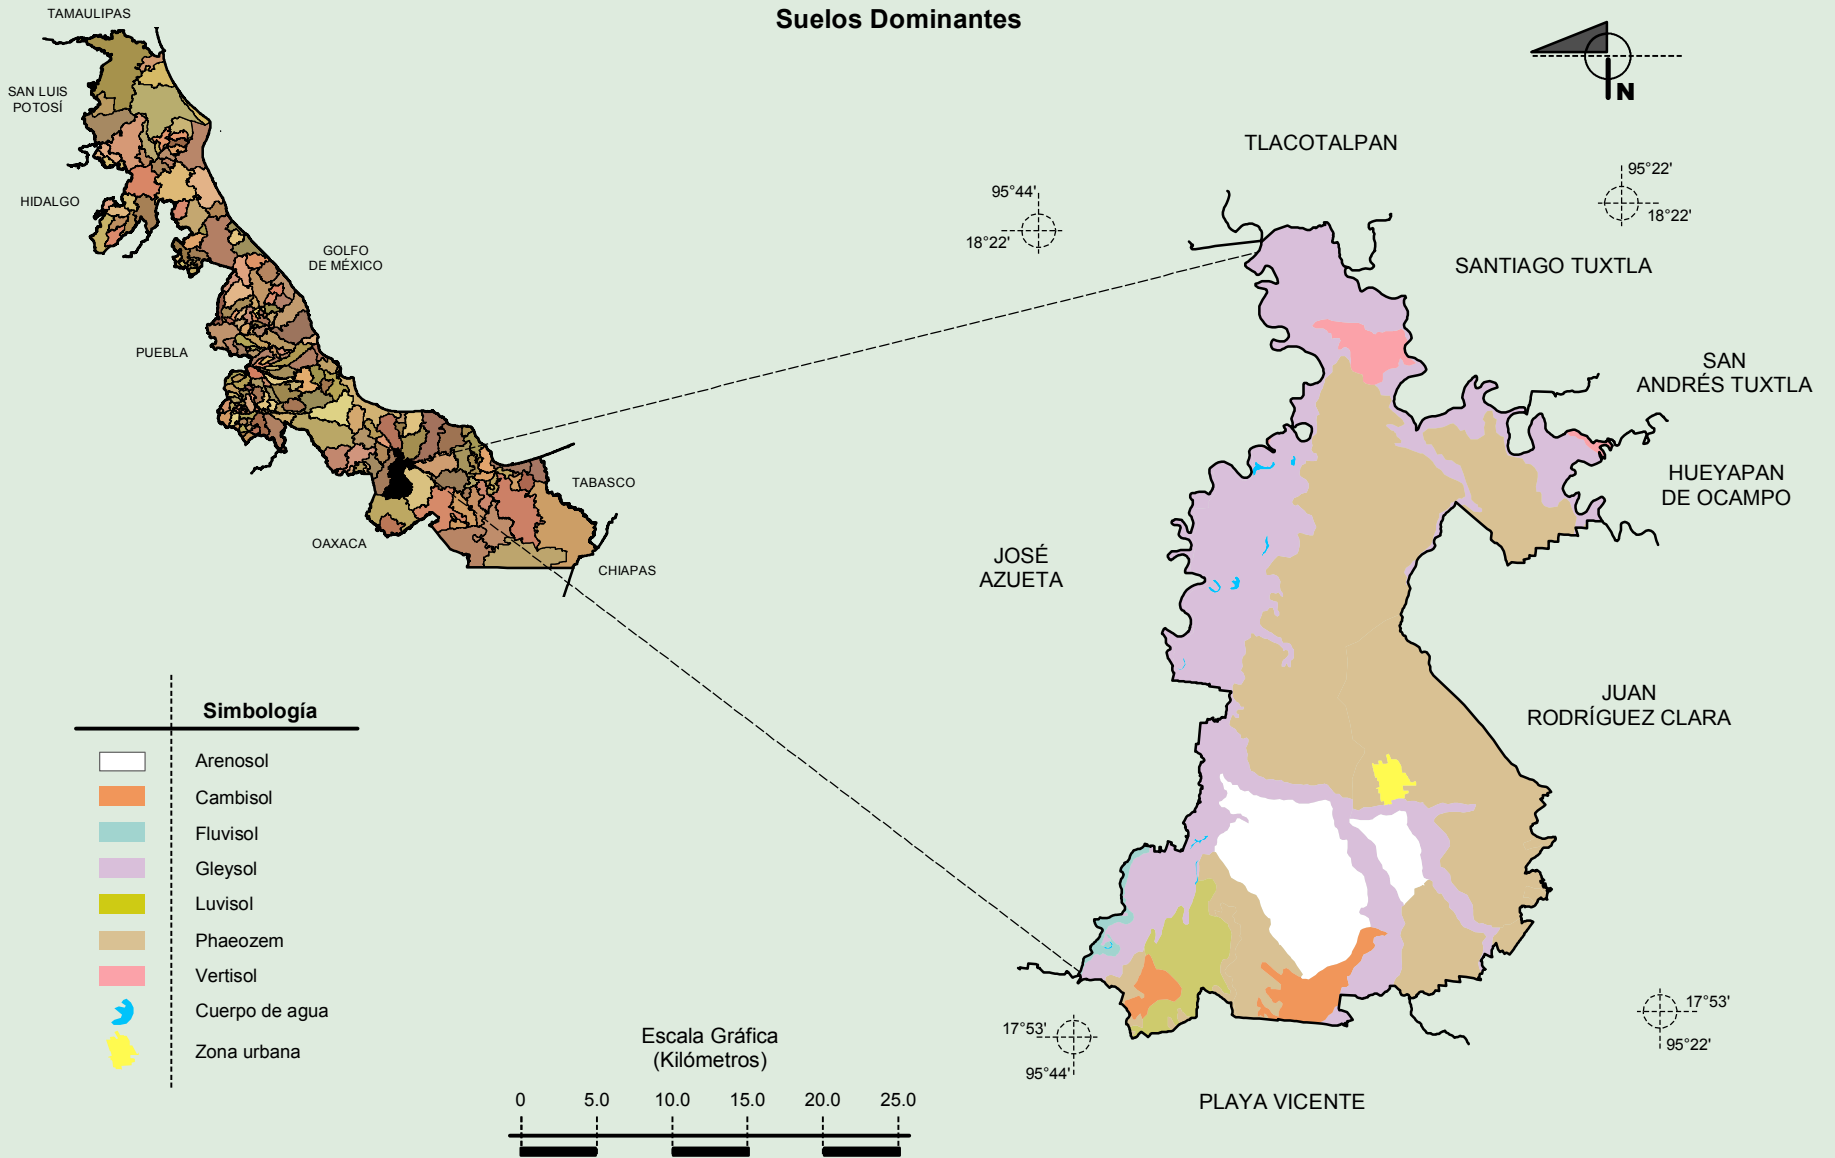 Suelos Dominantes
TAMAULIPAS
SAN LUIS
POTOSÍ
HIDALGO
GOLFO
DE MÉXICO
PUEBLA
TABASCO
OAXACA
CHIAPAS
N
TLACOTALPAN
95°44'
18°22'
95°22'
18°22'
SANTIAGO TUXTLA
SAN
ANDRÉS TUXTLA
HUEYAPAN
DE OCAMPO
JOSÉ
AZUETA
JUAN
RODRÍGUEZ CLARA
17°53'
95°44'
17°53'
95°22'
PLAYA VICENTE
Simbología
Arenosol
Cambisol
Fluvisol
Gleysol
Luvisol
Phaeozem
Vertisol
Cuerpo de agua
Zona urbana
Escala Gráfica
(Kilómetros)
0 5.0 10.0 15.0 20.0 25.0